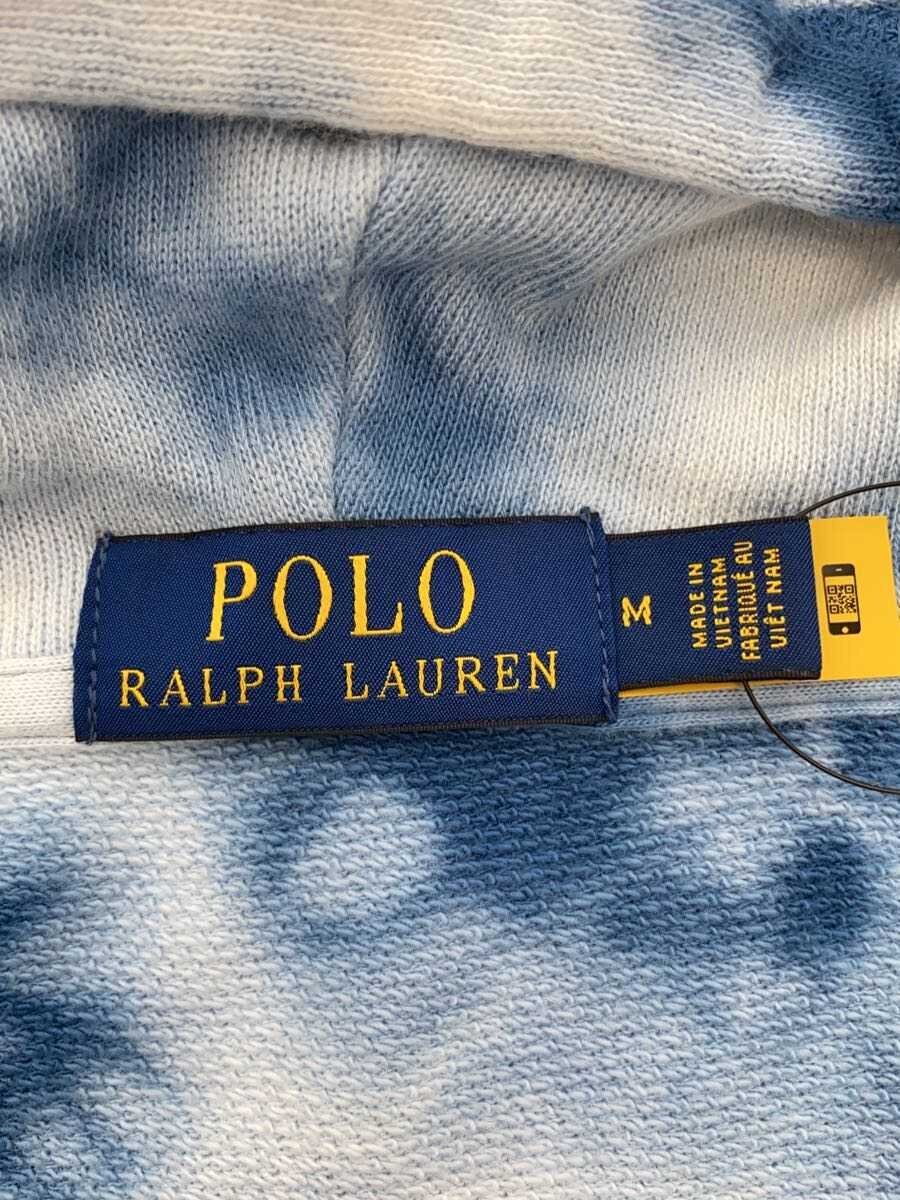 POLO
RALPH LAUREN
M
MADE IN
VIETNAM
FABRIQUÉ AU
VIÊT NAM